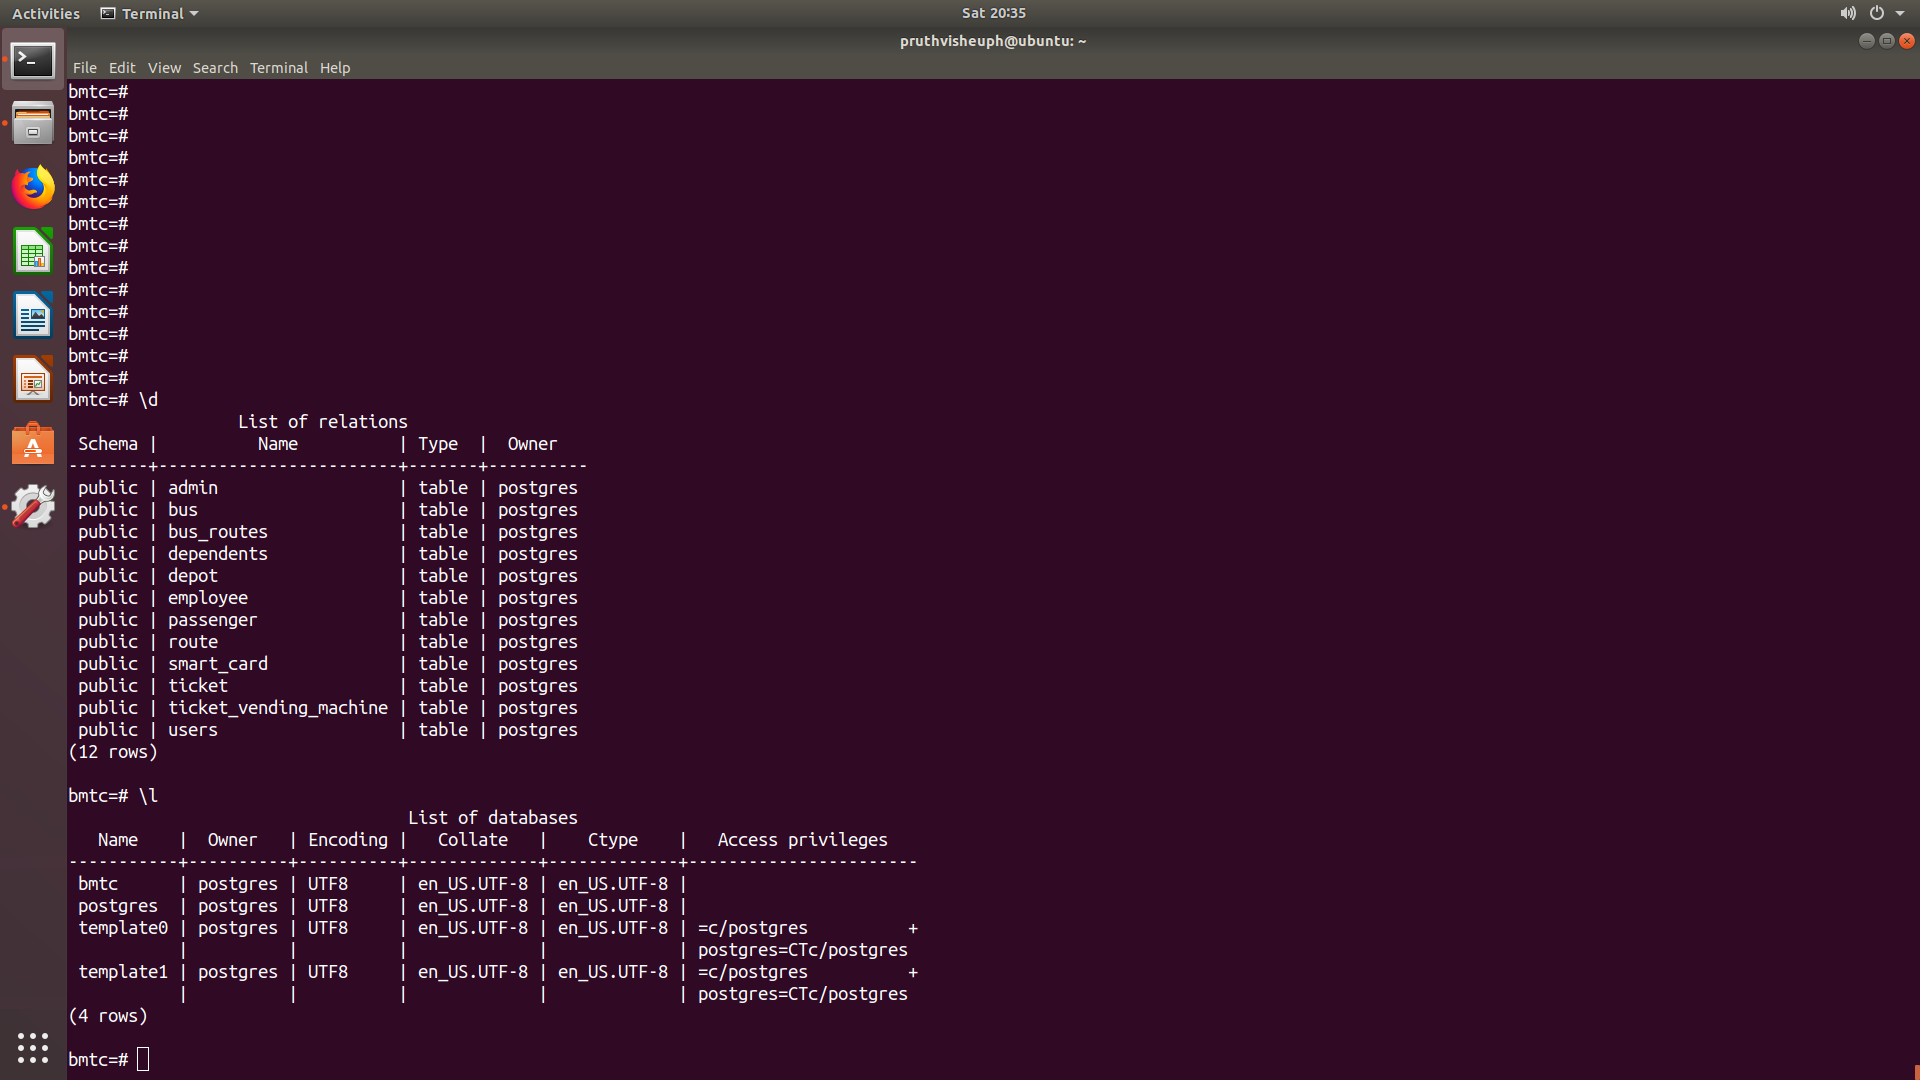 Activities Terminal Sat 20:35
pruthvisheuph@ubuntu: ~
File Edit View Search Terminal Help
bmtc=#
bmtc=#
bmtc=#
bmtc=#
bmtc=#
bmtc=#
bmtc=#
bmtc=#
bmtc=#
bmtc=#
bmtc=#
bmtc=#
bmtc=#
bmtc=#
bmtc=# \d
                 List of relations
 Schema |          Name          | Type  |  Owner
--------+------------------------+-------+----------
 public | admin                  | table | postgres
 public | bus                    | table | postgres
 public | bus_routes             | table | postgres
 public | dependents             | table | postgres
 public | depot                  | table | postgres
 public | employee               | table | postgres
 public | passenger              | table | postgres
 public | route                  | table | postgres
 public | smart_card             | table | postgres
 public | ticket                 | table | postgres
 public | ticket_vending_machine | table | postgres
 public | users                  | table | postgres
(12 rows)

bmtc=# \l
                                  List of databases
   Name    |  Owner   | Encoding |   Collate   |    Ctype    |   Access privileges
-----------+----------+----------+-------------+-------------+-----------------------
 bmtc      | postgres | UTF8     | en_US.UTF-8 | en_US.UTF-8 |
 postgres  | postgres | UTF8     | en_US.UTF-8 | en_US.UTF-8 |
 template0 | postgres | UTF8     | en_US.UTF-8 | en_US.UTF-8 | =c/postgres          +
           |          |          |             |             | postgres=CTc/postgres
 template1 | postgres | UTF8     | en_US.UTF-8 | en_US.UTF-8 | =c/postgres          +
           |          |          |             |             | postgres=CTc/postgres
(4 rows)

bmtc=#